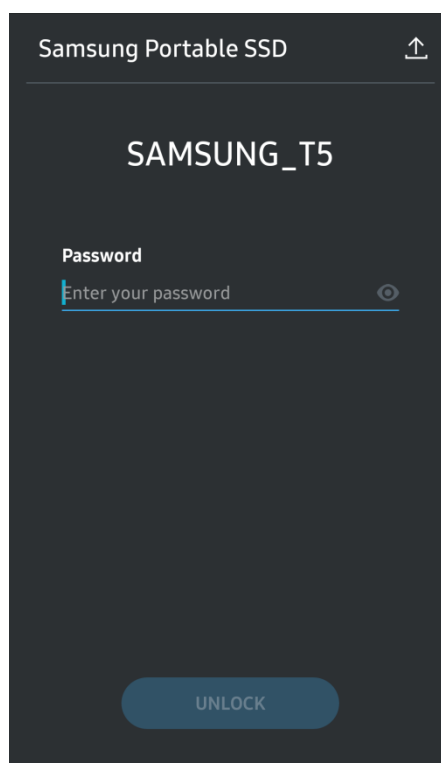 Samsung Portable SSD
SAMSUNG_T5
Password
Enter your password
UNLOCK